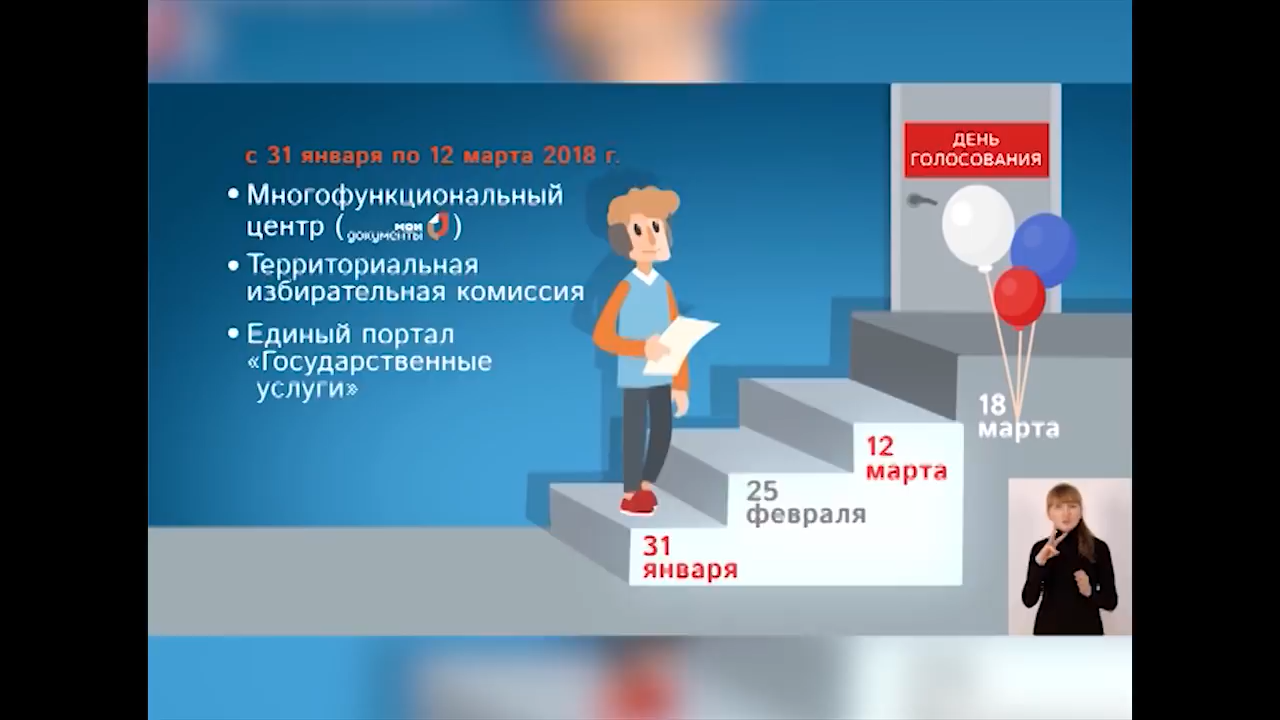 с 31 января по 12 марта 2018 г.
• Многофункциональный
центр (мои документы)
• Территориальная
избирательная комиссия
• Единый портал
«Государственные
услуги»
ДЕНЬ
ГОЛОСОВАНИЯ
18
марта
12
марта
25
февраля
31
января